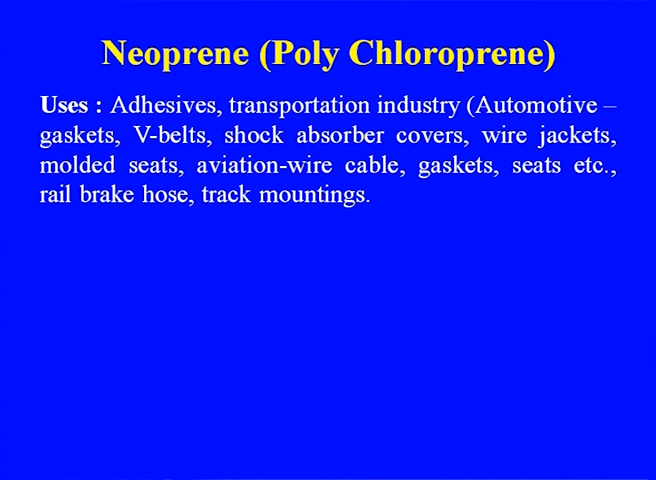 Neoprene (Poly Chloroprene)
Uses : Adhesives, transportation industry (Automotive –
gaskets, V-belts, shock absorber covers, wire jackets,
molded seats, aviation-wire cable, gaskets, seats etc.,
rail brake hose, track mountings.